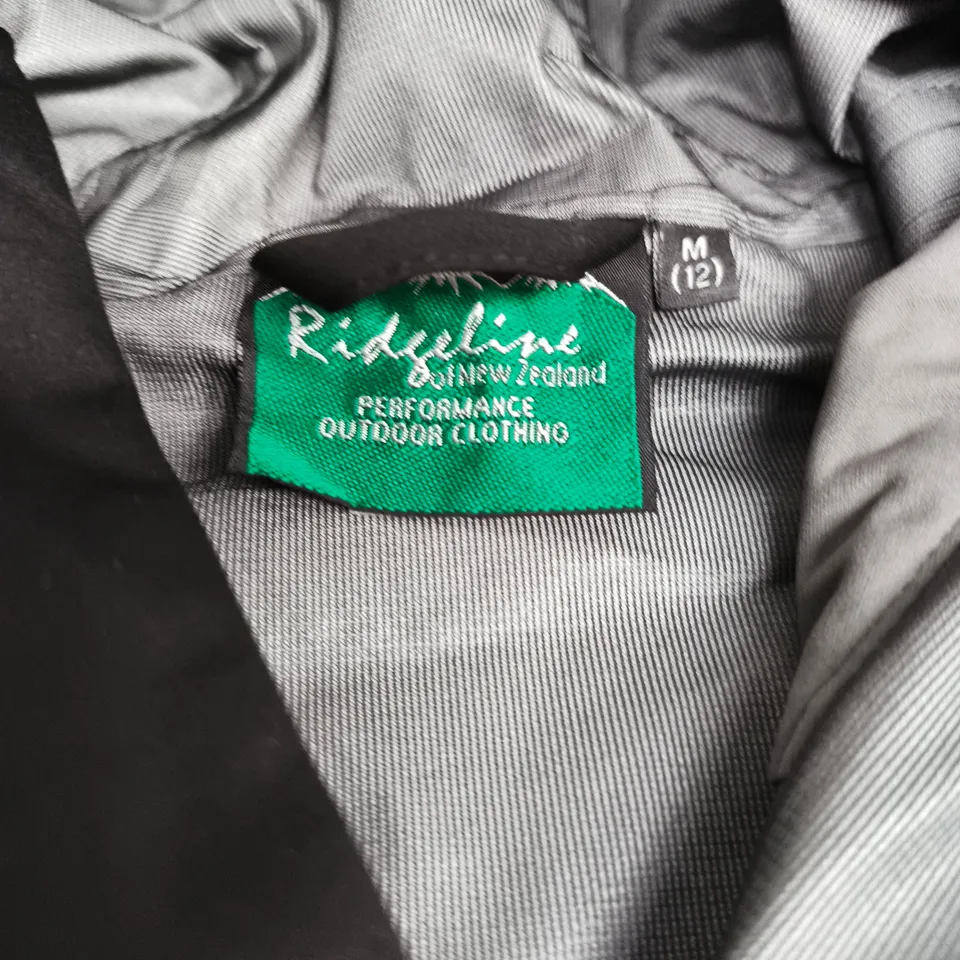 Ridgeline
of New Zealand
PERFORMANCE
OUTDOOR CLOTHING
M
(12)